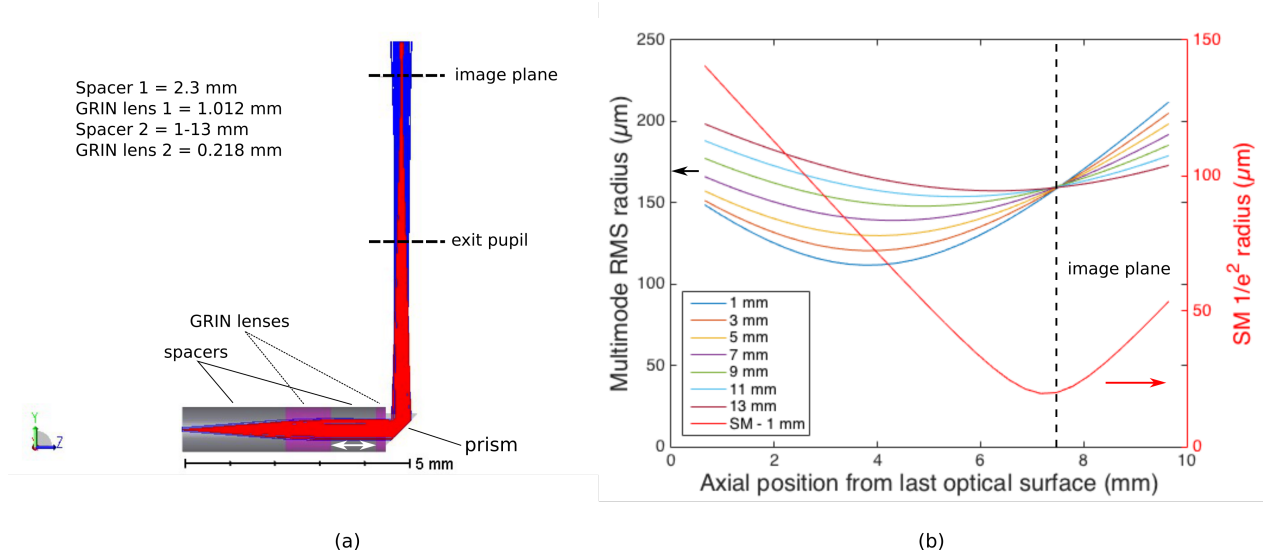 image plane
Spacer 1 = 2.3 mm
GRIN lens 1 = 1.012 mm
Spacer 2 = 1-13 mm
GRIN lens 2 = 0.218 mm
exit pupil
GRIN lenses
spacers
prism
Y
X
Z
5 mm
(a)
250
200
150
100
50
0
Multimode RMS radius (µm)
150
100
50
0
SM 1/e² radius (µm)
image plane
1 mm
3 mm
5 mm
7 mm
9 mm
11 mm
13 mm
SM - 1 mm
0
2
4
6
8
10
Axial position from last optical surface (mm)
(b)